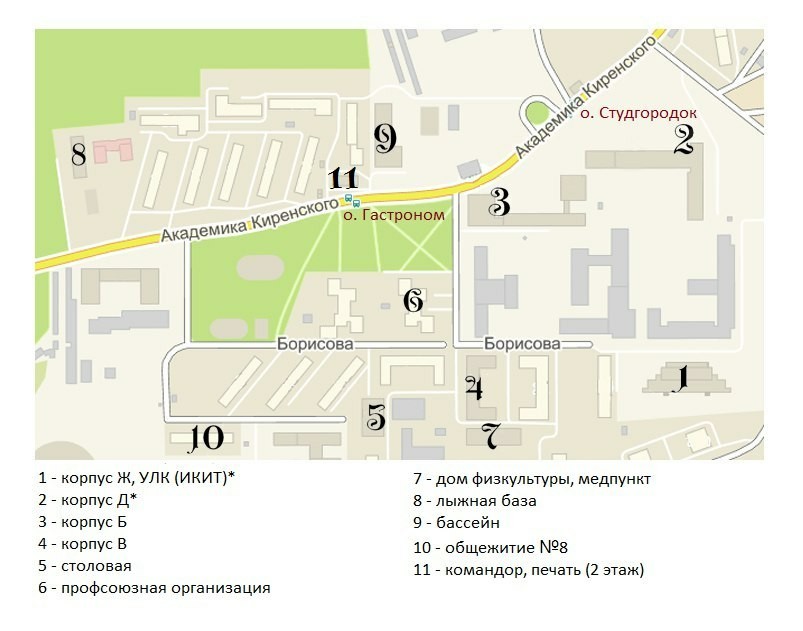 Академика Киренского
о. Студгородок
2
9
8
11
3
Академика Киренского
о. Гастроном
6
Борисова
Борисова
1
4
5
10
7
1 - корпус Ж, УЛК (ИКИТ)*
2 - корпус Д*
3 - корпус Б
4 - корпус В
5 - столовая
6 - профсоюзная организация
7 - дом физкультуры, медпункт
8 - лыжная база
9 - бассейн
10 - общежитие №8
11 - командор, печать (2 этаж)